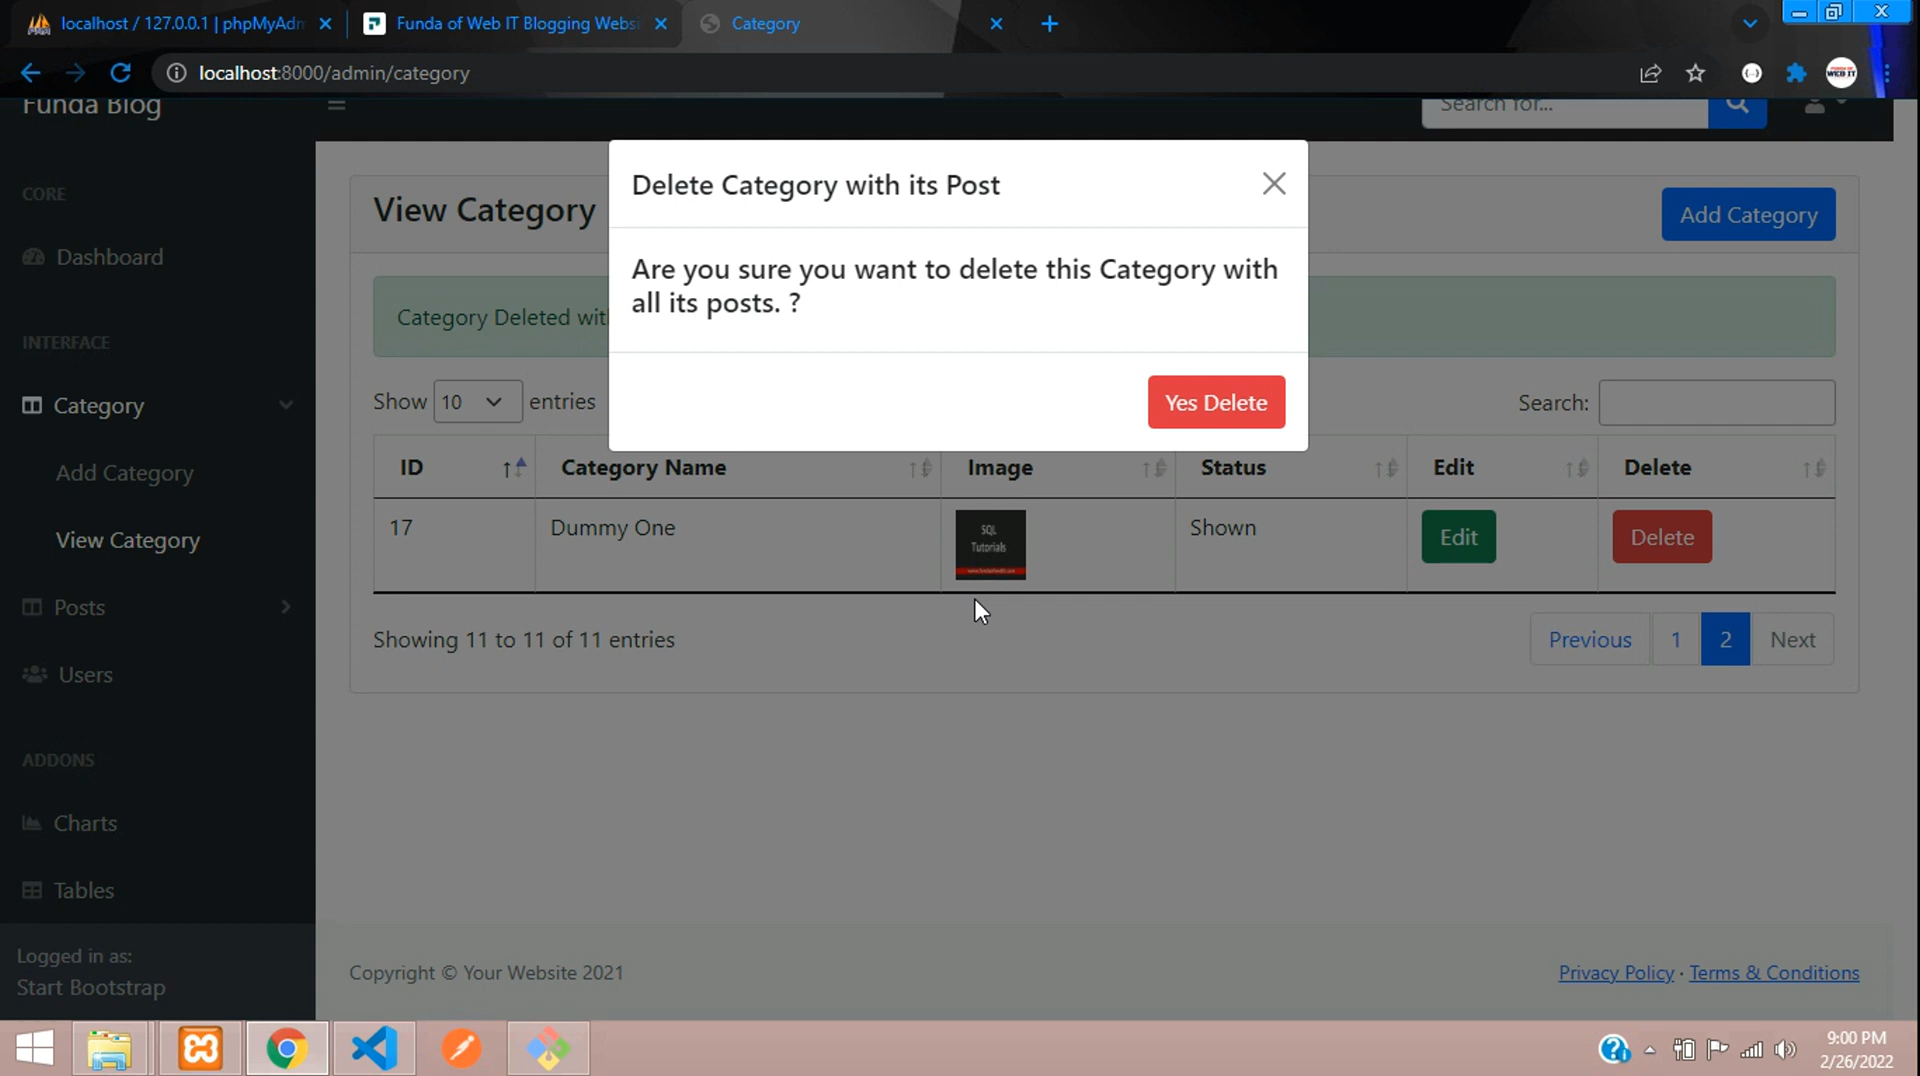 localhost / 127.0.0.1 | phpMyAdm
Funda of Web IT Blogging Websi
Category
localhost:8000/admin/category
WEB IT
Funda Blog
Search for...
Delete Category with its Post
Are you sure you want to delete this Category with
all its posts. ?
Yes Delete
CORE
Dashboard
INTERFACE
Category
Add Category
View Category
Posts
Users
ADDONS
Charts
Tables
Logged in as:
Start Bootstrap
View Category
Add Category
Category Deleted with
Show 10 entries
Search:
ID Category Name Image Status Edit Delete
17 Dummy One SQL Tutorials Shown Edit Delete
Showing 11 to 11 of 11 entries
Previous 1 2 Next
Copyright © Your Website 2021
Privacy Policy · Terms & Conditions
9:00 PM
2/26/2022